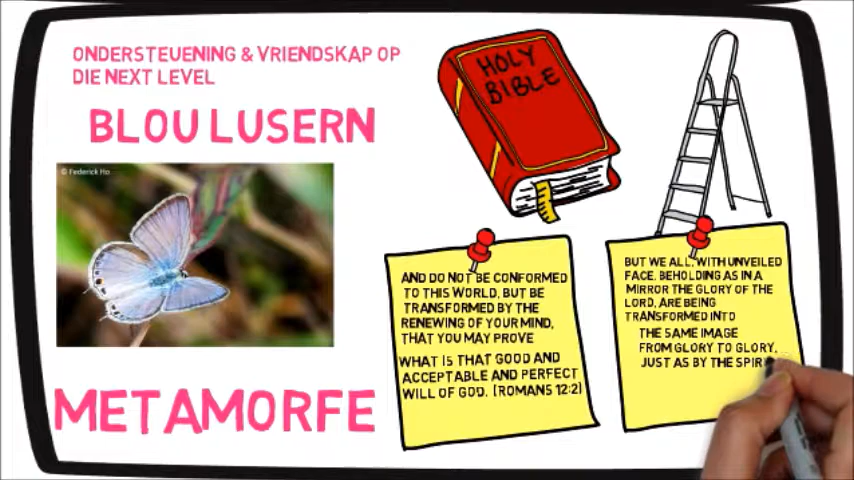 ONDERSTEUENING & VRIENDSKAP OP
DIE NEXT LEVEL
BLOU LUSERN
© Federick Ho
METAMORFE
HOLY
BIBLE
AND DO NOT BE CONFORMED
TO THIS WORLD, BUT BE
TRANSFORMED BY THE
RENEWING OF YOUR MIND,
THAT YOU MAY PROVE
WHAT IS THAT GOOD AND
ACCEPTABLE AND PERFECT
WILL OF GOD. (ROMANS 12:2)
BUT WE ALL, WITH UNVEILED
FACE, BEHOLDING AS IN A
MIRROR THE GLORY OF THE
LORD, ARE BEING
TRANSFORMED INTO
THE SAME IMAGE
FROM GLORY TO GLORY,
JUST AS BY THE SPIRI